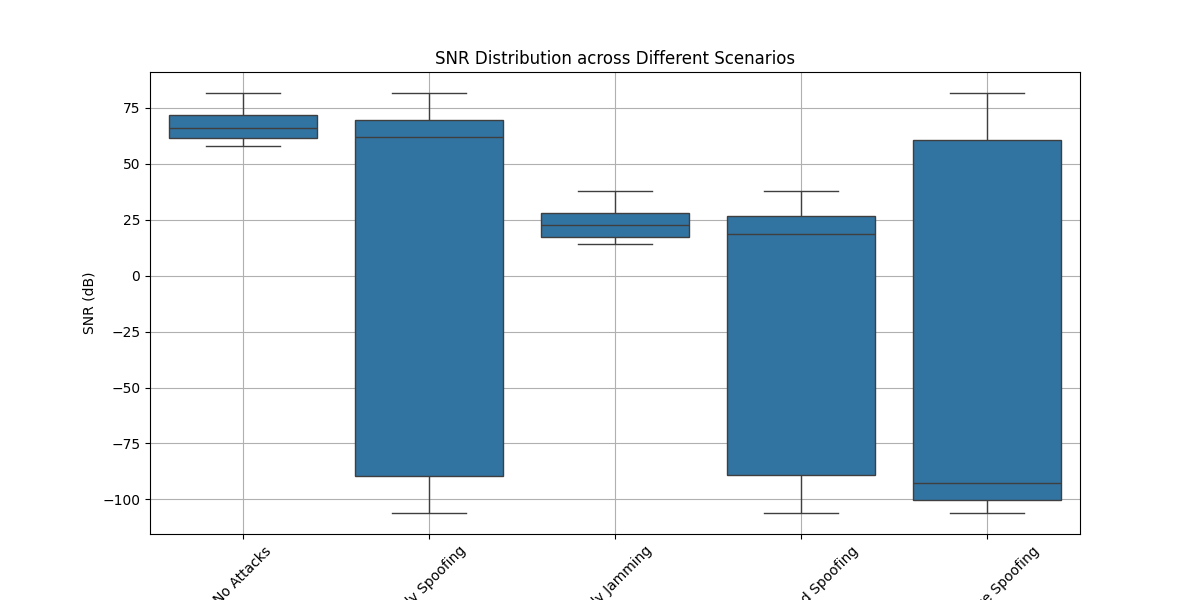 SNR Distribution across Different Scenarios
75
50
25
0
−25
−50
−75
−100
SNR (dB)
No Attacks
Spoofing
Jamming
Spoofing
Spoofing